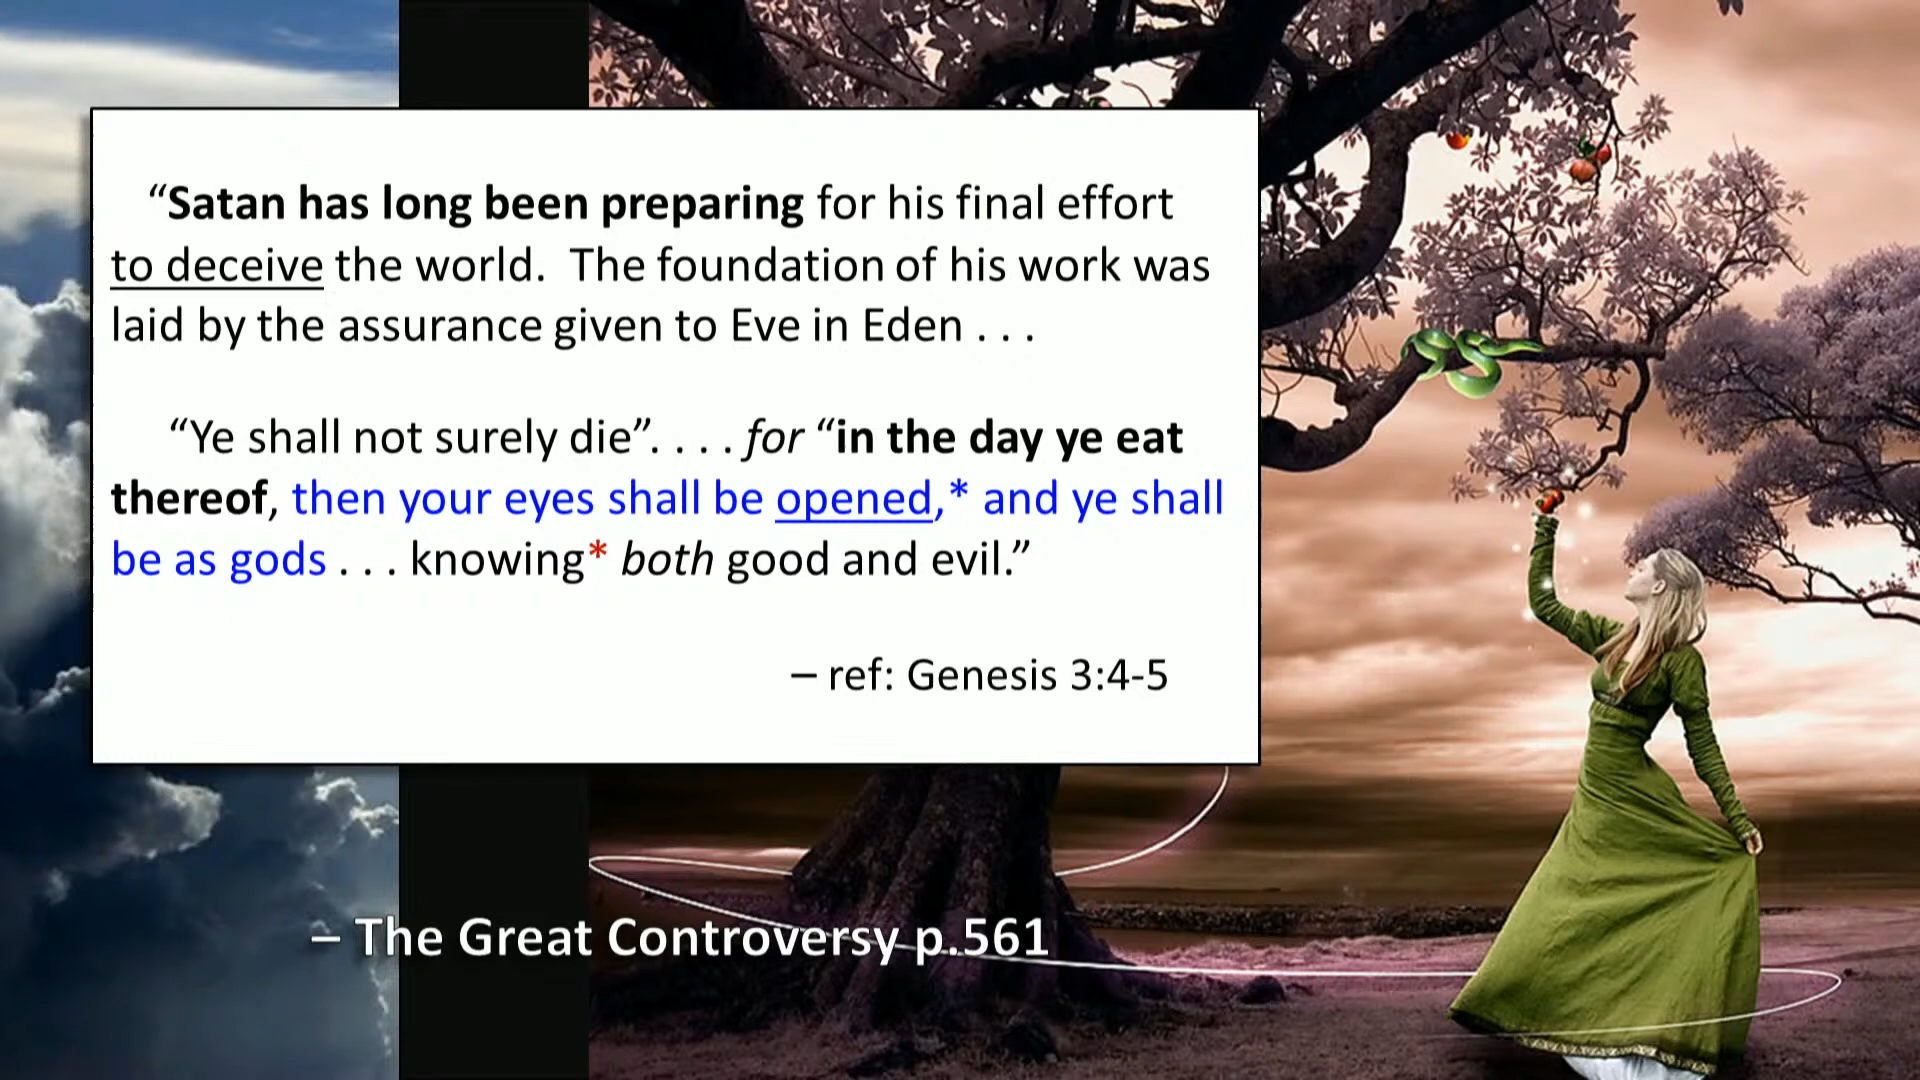 “Satan has long been preparing for his final effort
to deceive the world.  The foundation of his work was
laid by the assurance given to Eve in Eden . . .
“Ye shall not surely die”. . . . for “in the day ye eat
thereof, then your eyes shall be opened,* and ye shall
be as gods . . . knowing* both good and evil.”
– ref: Genesis 3:4-5
– The Great Controversy p.561